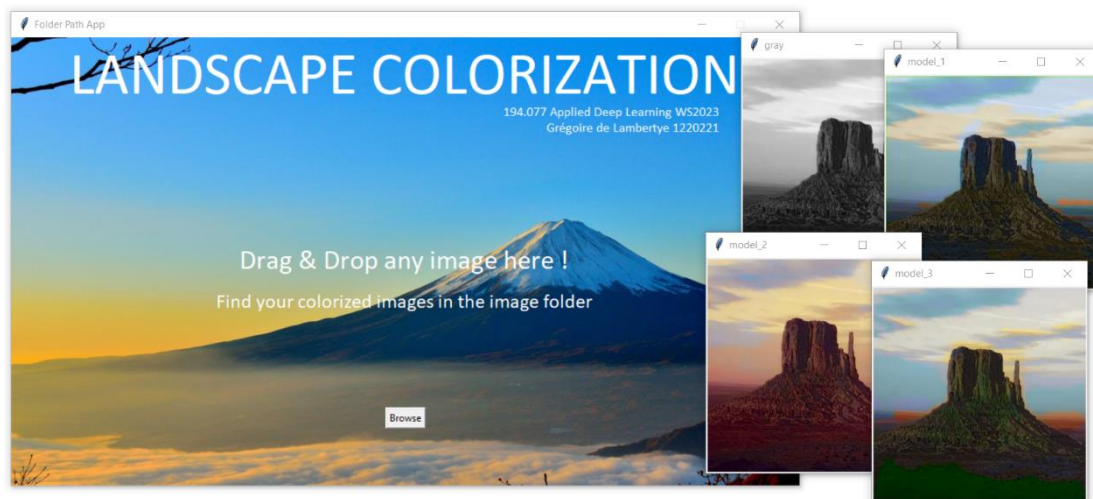 Folder Path App
LANDSCAPE COLORIZATION
194.077 Applied Deep Learning WS2023
Grégoire de Lambertye 1220221
Drag & Drop any image here !
Find your colorized images in the image folder
Browse
gray
model_1
model_2
model_3